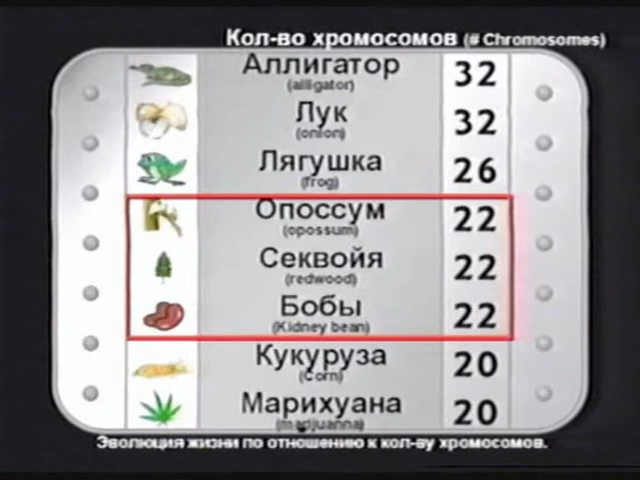 Кол-во хромосомов (# Chromosomes)
Аллигатор 32
(alligator)
Лук 32
(onion)
Лягушка 26
(frog)
Опоссум 22
(opossum)
Секвойя 22
(redwood)
Бобы 22
(Kidney bean)
Кукуруза 20
(Corn)
Марихуана 20
(marijuanna)
Эволюция жизни по отношению к кол-ву хромосомов.